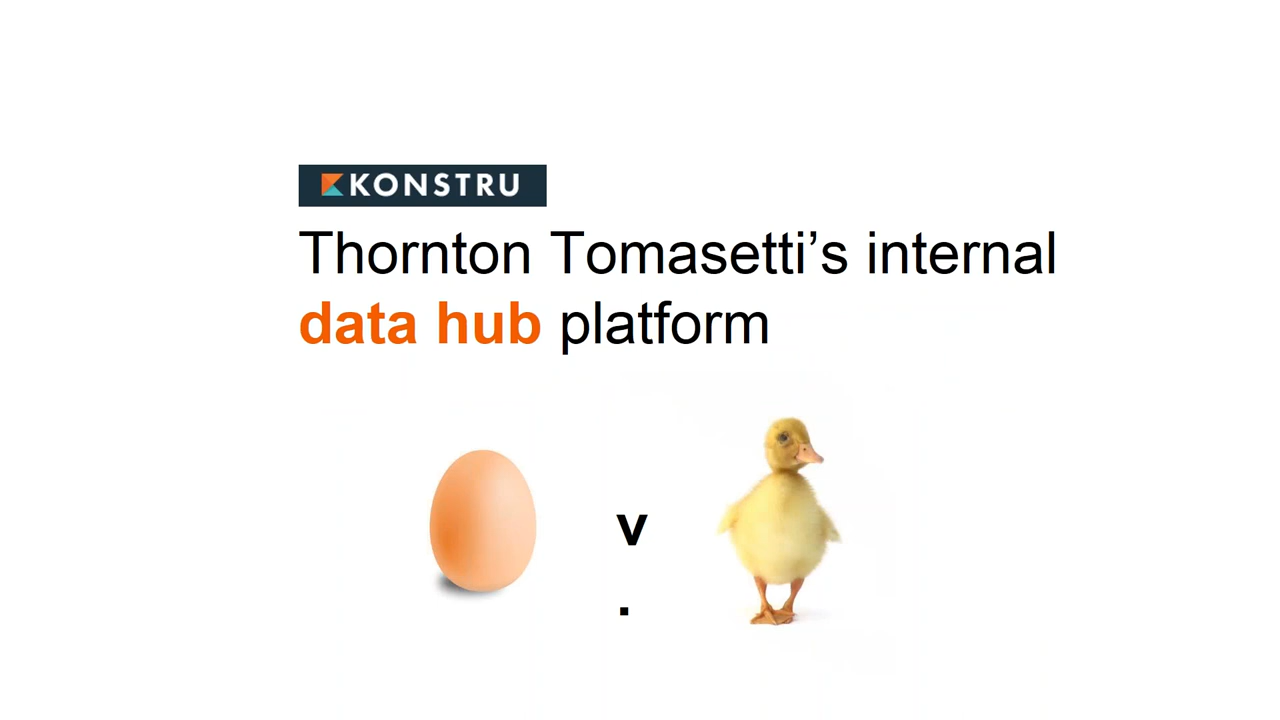 KONSTRU
Thornton Tomasetti’s internal
data hub platform
v
.